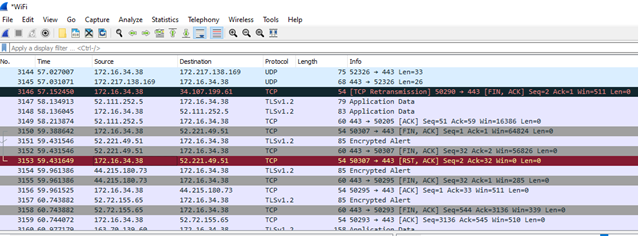 *WiFi
File Edit View Go Capture Analyze Statistics Telephony Wireless Tools Help
Apply a display filter ... <Ctrl-/>
No. Time Source Destination Protocol Length Info
3144 57.027007 172.16.34.38 172.217.138.169 UDP 75 52326 → 443 Len=33
3145 57.031071 172.217.138.169 172.16.34.38 UDP 68 443 → 52326 Len=26
3146 57.152450 172.16.34.38 34.107.199.61 TCP 54 [TCP Retransmission] 50290 → 443 [FIN, ACK] Seq=2 Ack=1 Win=511 Len=0
3147 58.134913 52.111.252.5 172.16.34.38 TLSv1.2 79 Application Data
3148 58.136045 172.16.34.38 52.111.252.5 TLSv1.2 83 Application Data
3149 58.213874 52.111.252.5 172.16.34.38 TCP 60 443 → 50205 [ACK] Seq=51 Ack=59 Win=16386 Len=0
3150 59.388642 172.16.34.38 52.221.49.51 TCP 54 50307 → 443 [FIN, ACK] Seq=1 Ack=1 Win=64824 Len=0
3151 59.431546 52.221.49.51 172.16.34.38 TLSv1.2 85 Encrypted Alert
3152 59.431546 52.221.49.51 172.16.34.38 TCP 60 443 → 50307 [FIN, ACK] Seq=32 Ack=2 Win=56826 Len=0
3153 59.431649 172.16.34.38 52.221.49.51 TCP 54 50307 → 443 [RST, ACK] Seq=2 Ack=32 Win=0 Len=0
3154 59.961386 44.215.180.73 172.16.34.38 TLSv1.2 85 Encrypted Alert
3155 59.961386 44.215.180.73 172.16.34.38 TCP 60 443 → 50295 [FIN, ACK] Seq=32 Ack=1 Win=285 Len=0
3156 59.961525 172.16.34.38 44.215.180.73 TCP 54 50295 → 443 [ACK] Seq=1 Ack=33 Win=511 Len=0
3157 60.743882 52.72.155.65 172.16.34.38 TLSv1.2 85 Encrypted Alert
3158 60.743882 52.72.155.65 172.16.34.38 TCP 60 443 → 50293 [FIN, ACK] Seq=544 Ack=3136 Win=339 Len=0
3159 60.744072 172.16.34.38 52.72.155.65 TCP 54 50293 → 443 [ACK] Seq=3136 Ack=545 Win=510 Len=0
3160 60.977179 163.70.139.60 172.16.34.38 TLSv1.2 158 Application Data